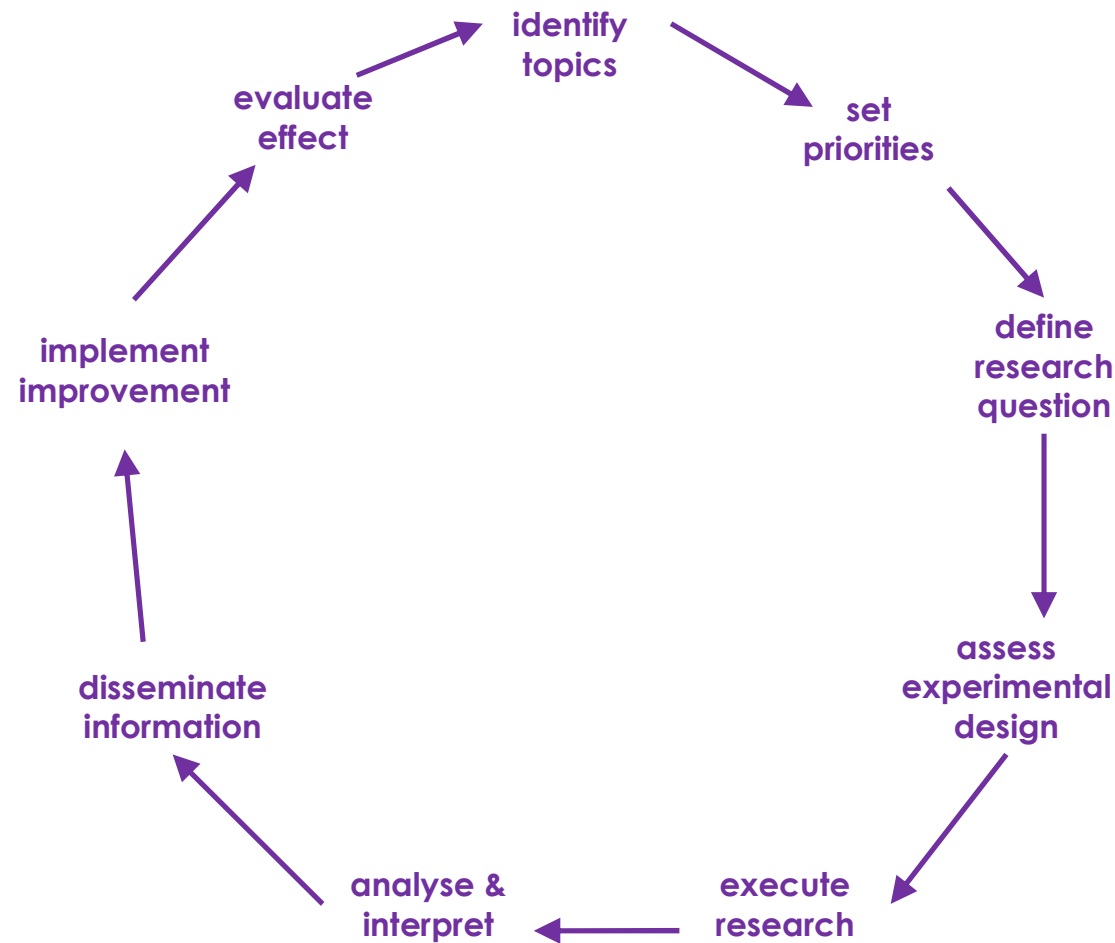 identify
topics
set
priorities
define
research
question
assess
experimental
design
execute
research
analyse &
interpret
disseminate
information
implement
improvement
evaluate
effect